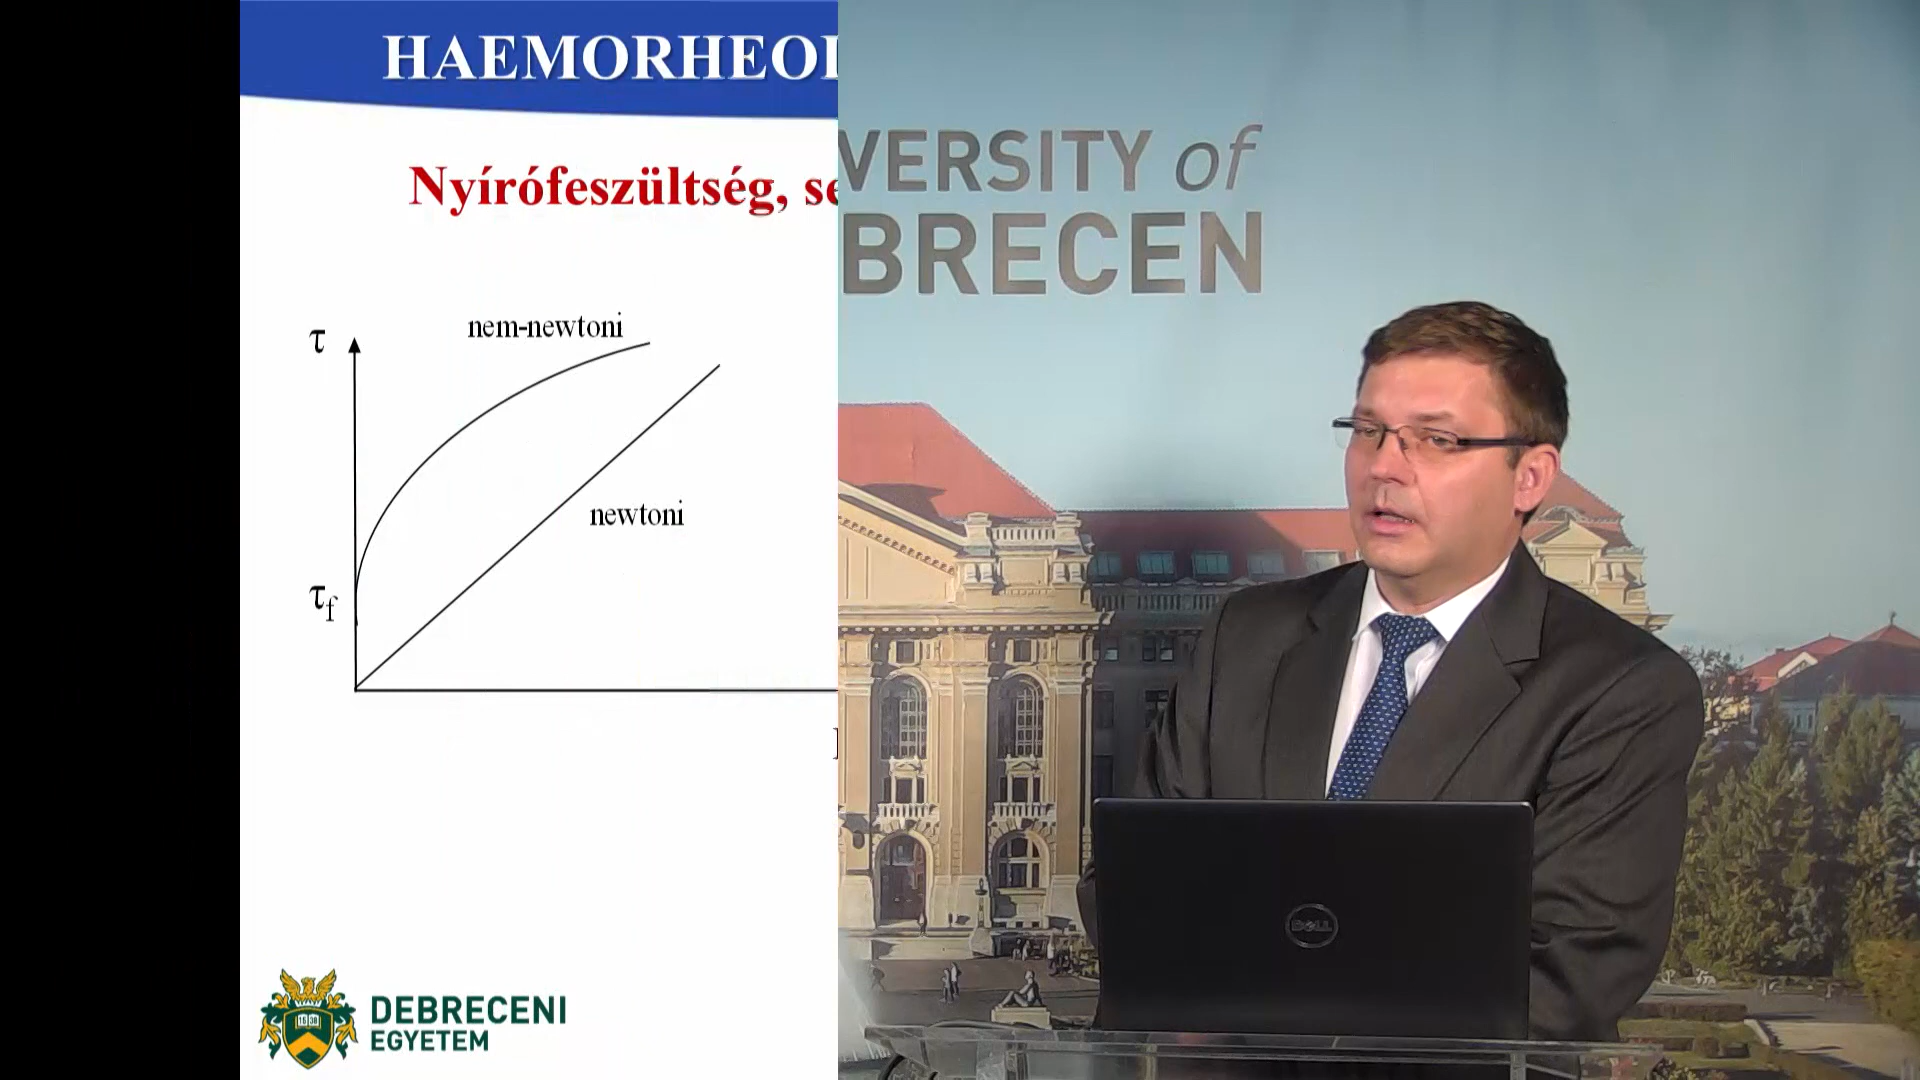 HAEMORHEOL
Nyírófeszültség, se
τ
nem-newtoni
newtoni
τf
DEBRECENI
EGYETEM
VERSITY of
BRECEN
DELL